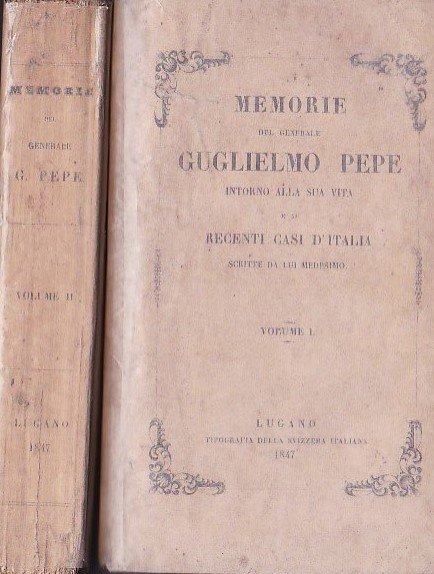 MEMORIE
DEL
GENERALE
G. PEPE
VOLUME II.
LUGANO
1847
MEMORIE
DEL GENERALE
GUGLIELMO PEPE
INTORNO ALLA SUA VITA
E AI
RECENTI CASI D'ITALIA
SCRITTE DA LUI MEDESIMO.
VOLUME I.
LUGANO
TIPOGRAFIA DELLA SVIZZERA ITALIANA
1847